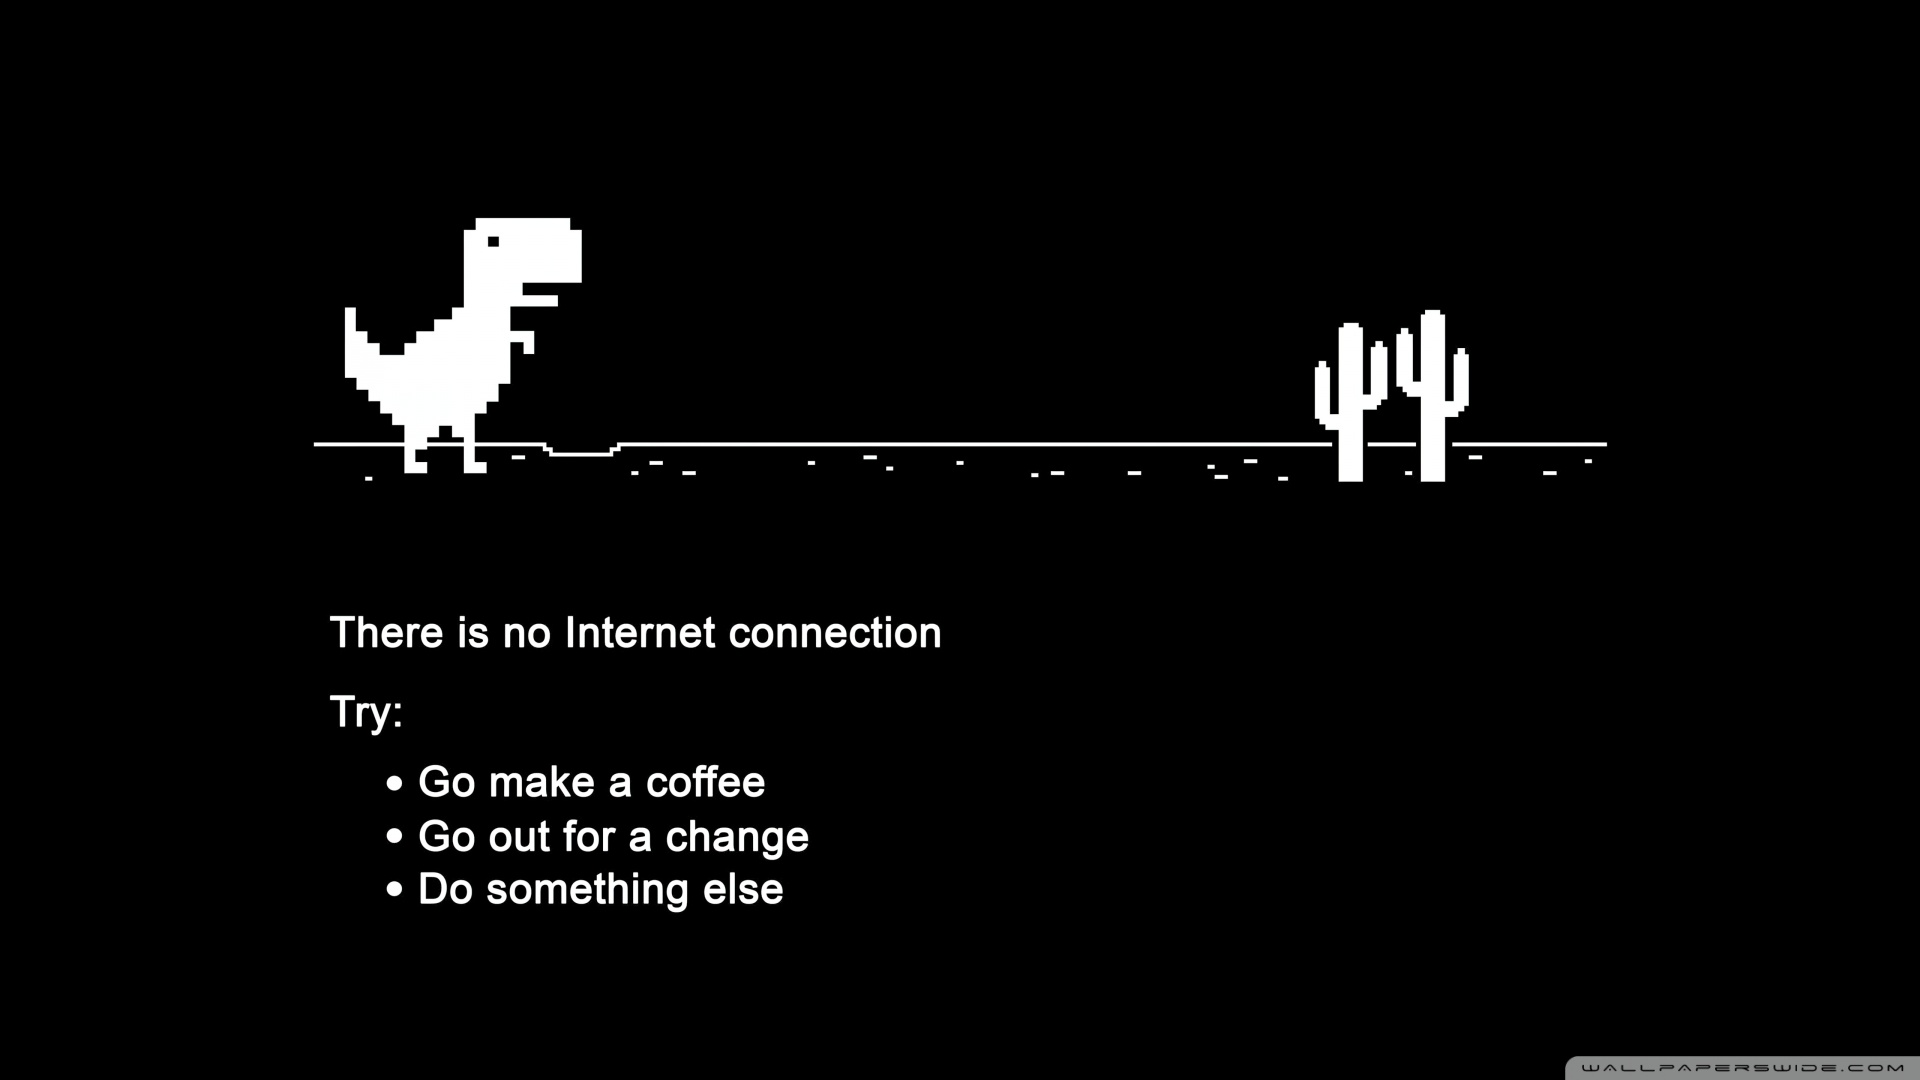 There is no Internet connection
Try:
• Go make a coffee
• Go out for a change
• Do something else
WALLPAPERSWIDE.COM